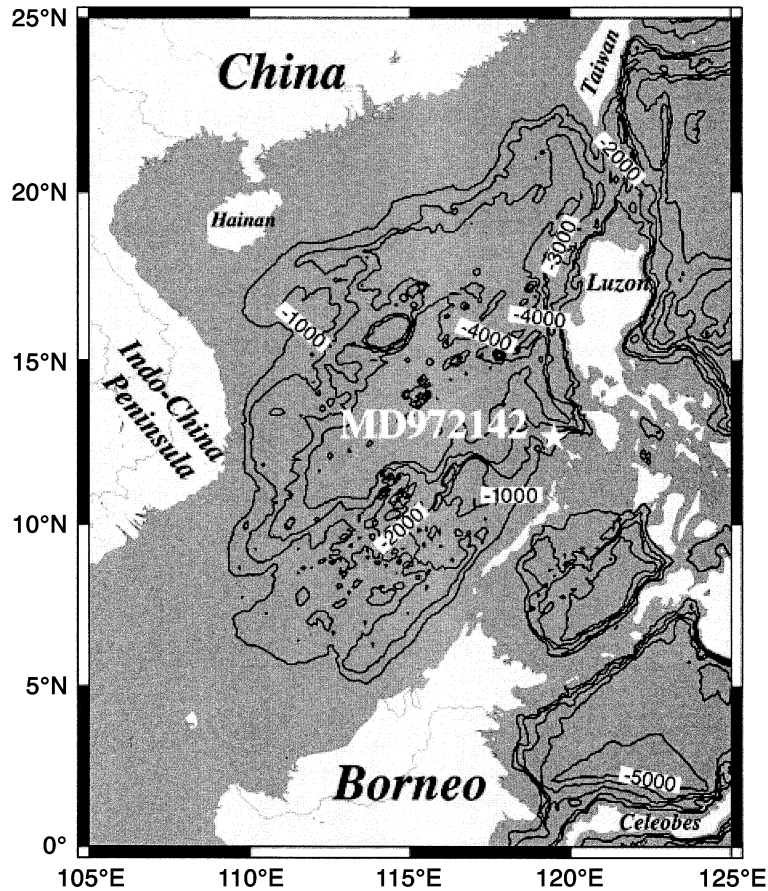 25°N
China
Taiwan
-2000
20°N
Hainan
-3000
Luzon
-1000
-4000
-4000
15°N
Indo-China
Peninsula
MD972142
-1000
-2000
10°N
5°N
Borneo
-5000
Celeobes
0°
105°E
110°E
115°E
120°E
125°E